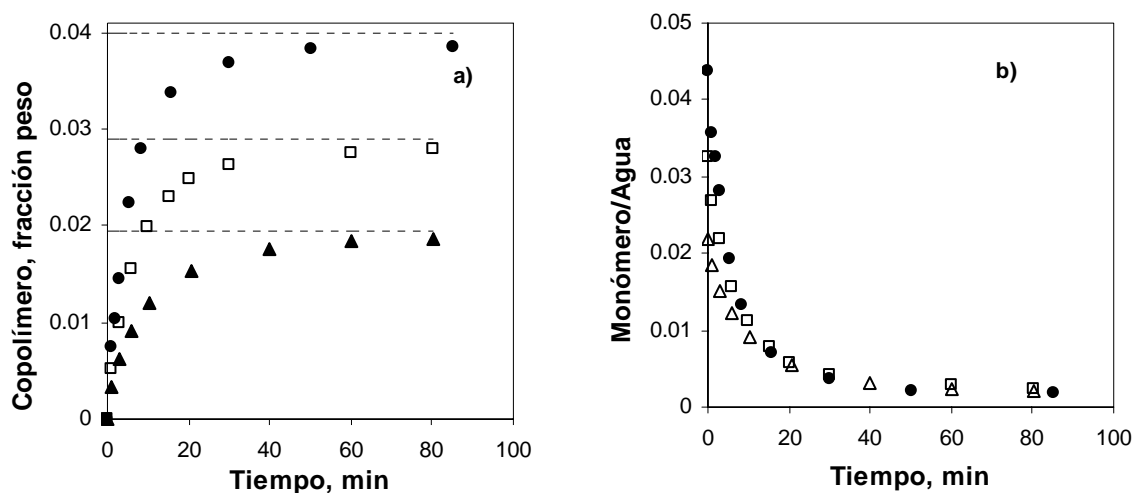 Copolímero, fracción peso
0.04
0.03
0.02
0.01
0
a)
0 20 40 60 80 100
Tiempo, min
Monómero/Agua
0.05
0.04
0.03
0.02
0.01
0
b)
0 20 40 60 80 100
Tiempo, min